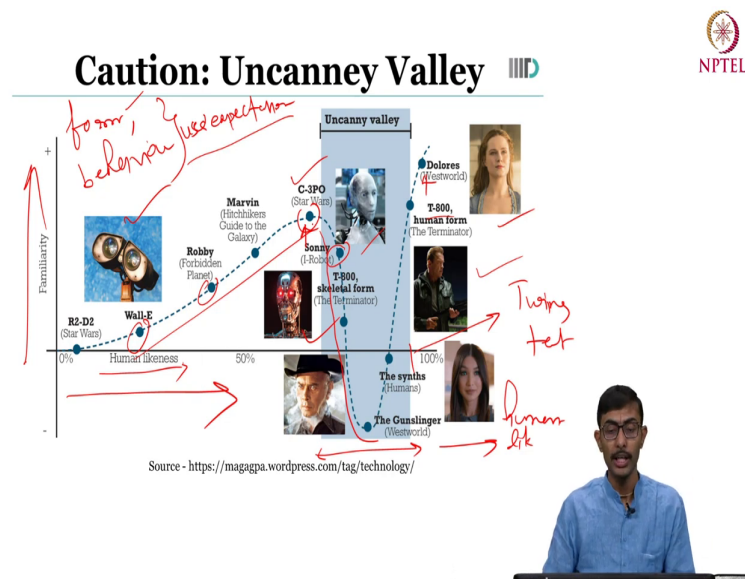 NPTEL
Caution: Uncanney Valley
form,
behavior
user expectation
Uncanny valley
+
Familiarity
-
R2-D2
(Star Wars)
Wall-E
Robby
(Forbidden
Planet)
Marvin
(Hitchhikers
Guide to the
Galaxy)
C-3PO
(Star Wars)
Sonny
(I-Robot)
T-800,
skeletal form
(The Terminator)
Dolores
(Westworld)
T-800,
human form
(The Terminator)
0%
Human likeness
50%
100%
The synths
(Humans)
The Gunslinger
(Westworld)
Turing
test
human
lik
Source - https://magagpa.wordpress.com/tag/technology/